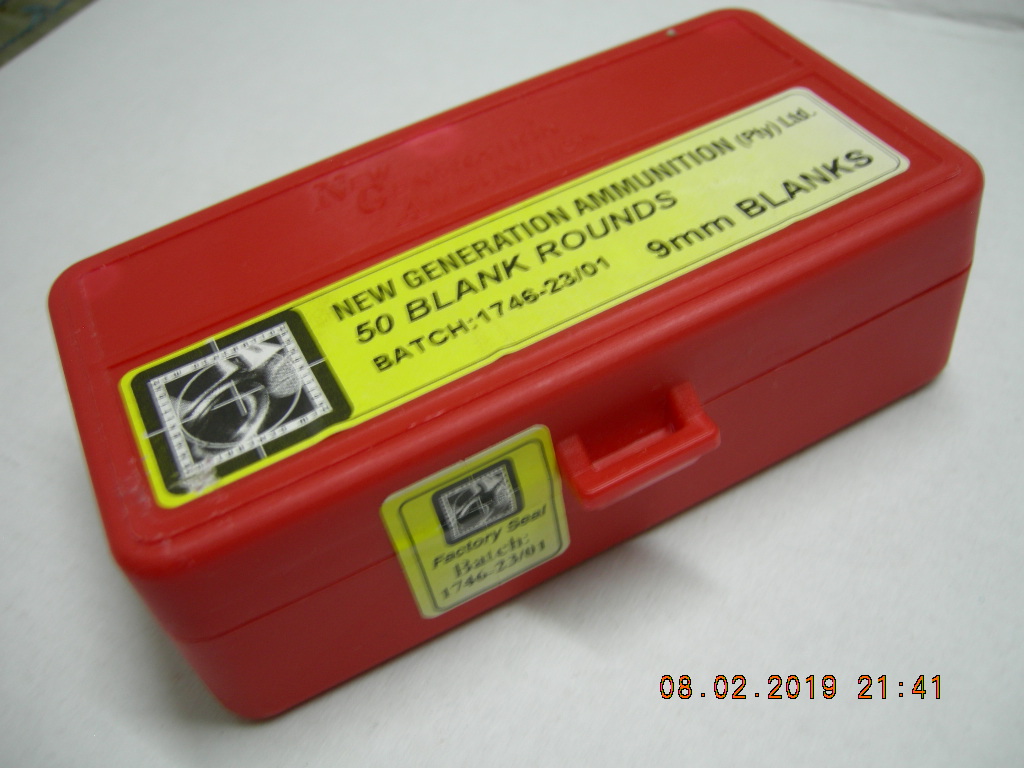 NEW GENERATION AMMUNITION (Pty) Ltd.
50 BLANK ROUNDS
BATCH:1746-23/01
9mm BLANKS
Factory Seal
Batch:
1746-23/01
08.02.2019 21:41